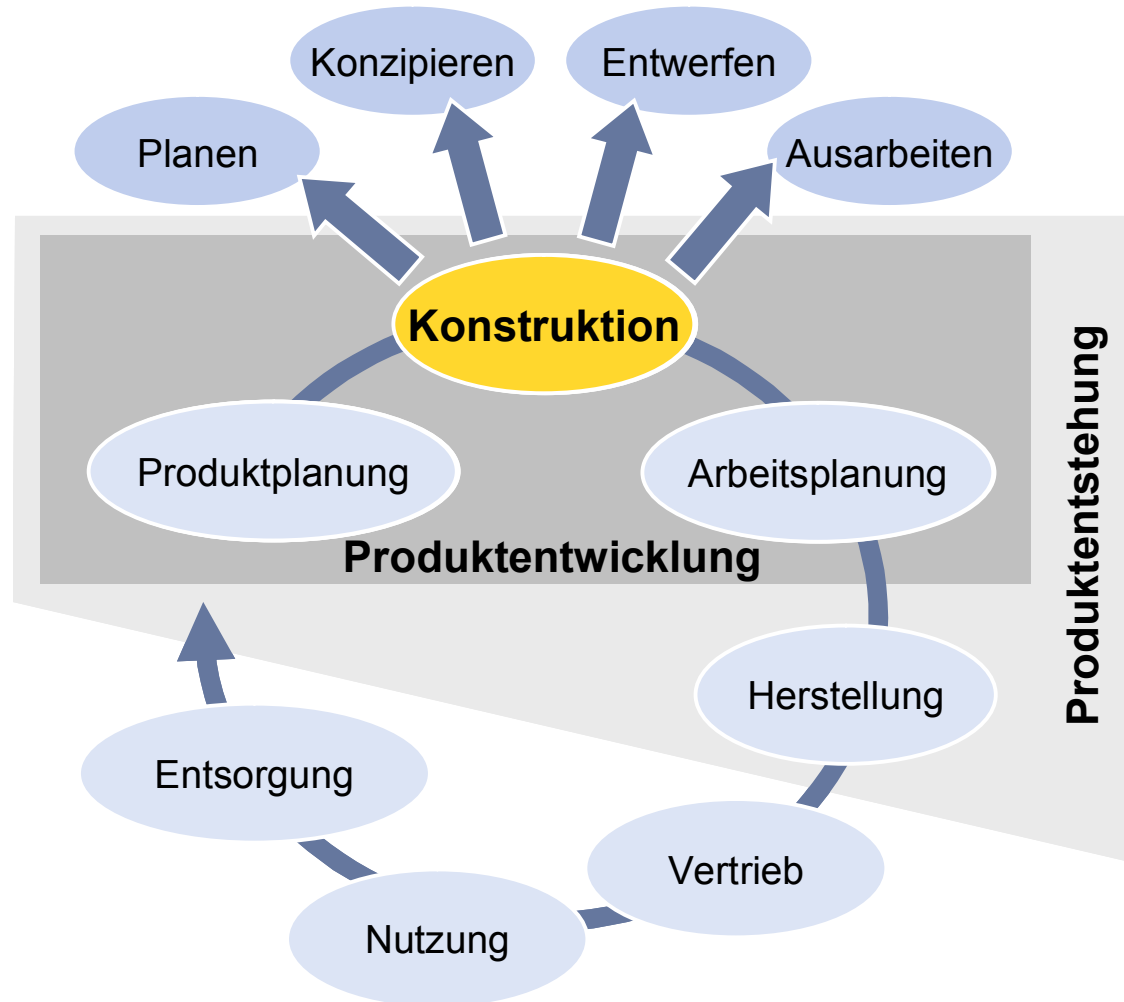 Konzipieren
Entwerfen
Planen
Ausarbeiten
Konstruktion
Produktplanung
Arbeitsplanung
Produktentwicklung
Produktentstehung
Herstellung
Entsorgung
Vertrieb
Nutzung